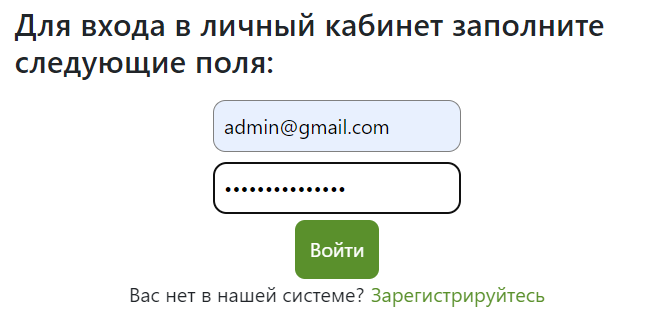 Для входа в личный кабинет заполните
следующие поля:
admin@gmail.com
•••••••••••••••
Войти
Вас нет в нашей системе? Зарегистрируйтесь